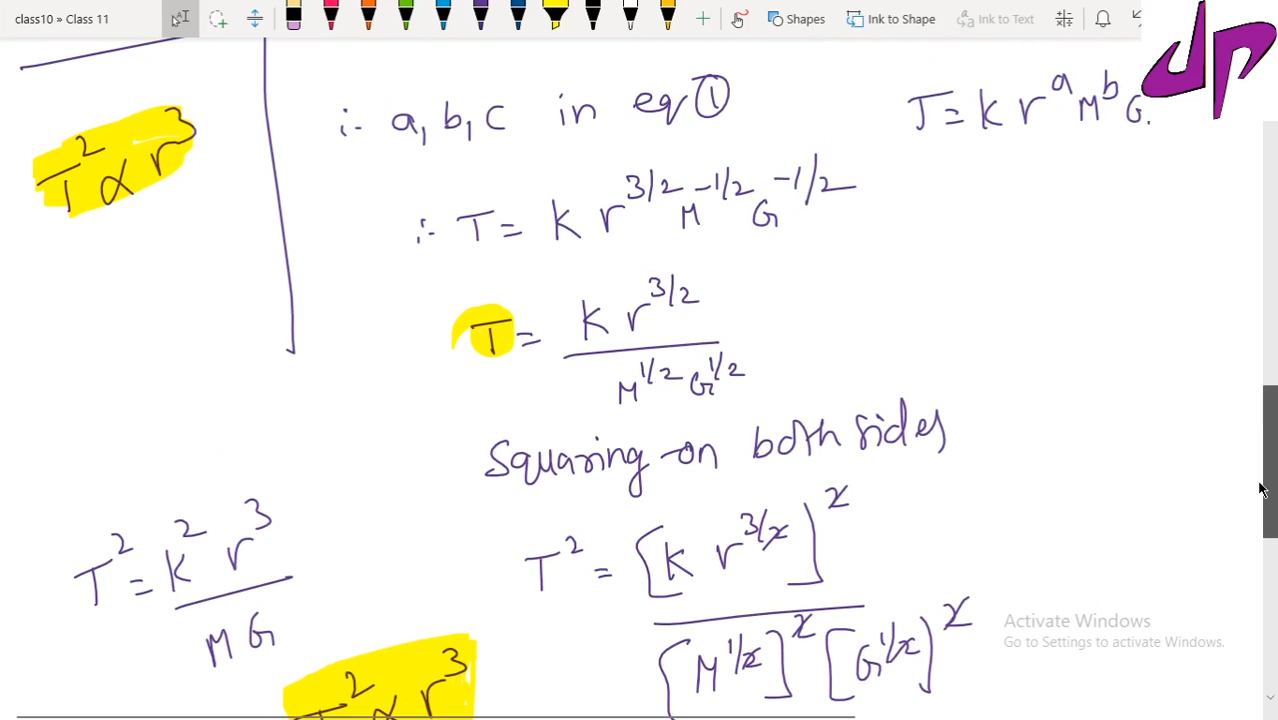 class10 » Class 11
Shapes
Ink to Shape
Ink to Text
dp
T² ∝ r³
∴ a, b, c in eq ①
T = K r^a M^b G
∴ T = K r^3/2 M^-1/2 G^-1/2
T = K r^3/2
M^1/2 G^1/2
Squaring on both sides
T² = K² r³
M G
T² = [K r^3/2]^2
[M^1/2]^2 [G^1/2]^2
T² ∝ r³
Activate Windows
Go to Settings to activate Windows.